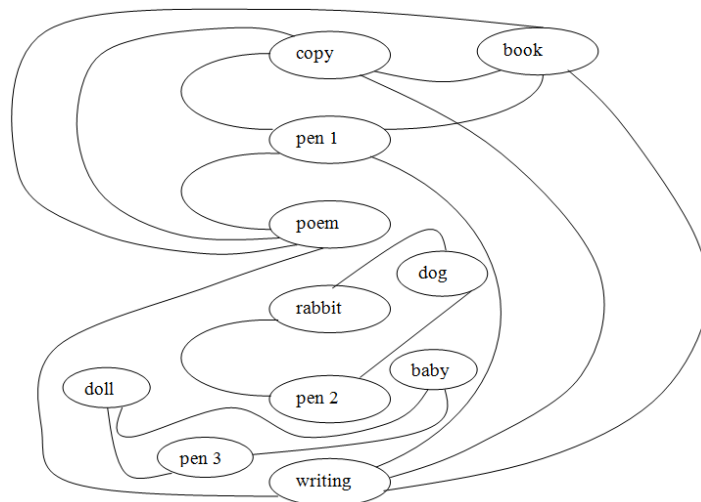 copy
book
pen 1
poem
dog
rabbit
baby
doll
pen 2
pen 3
writing